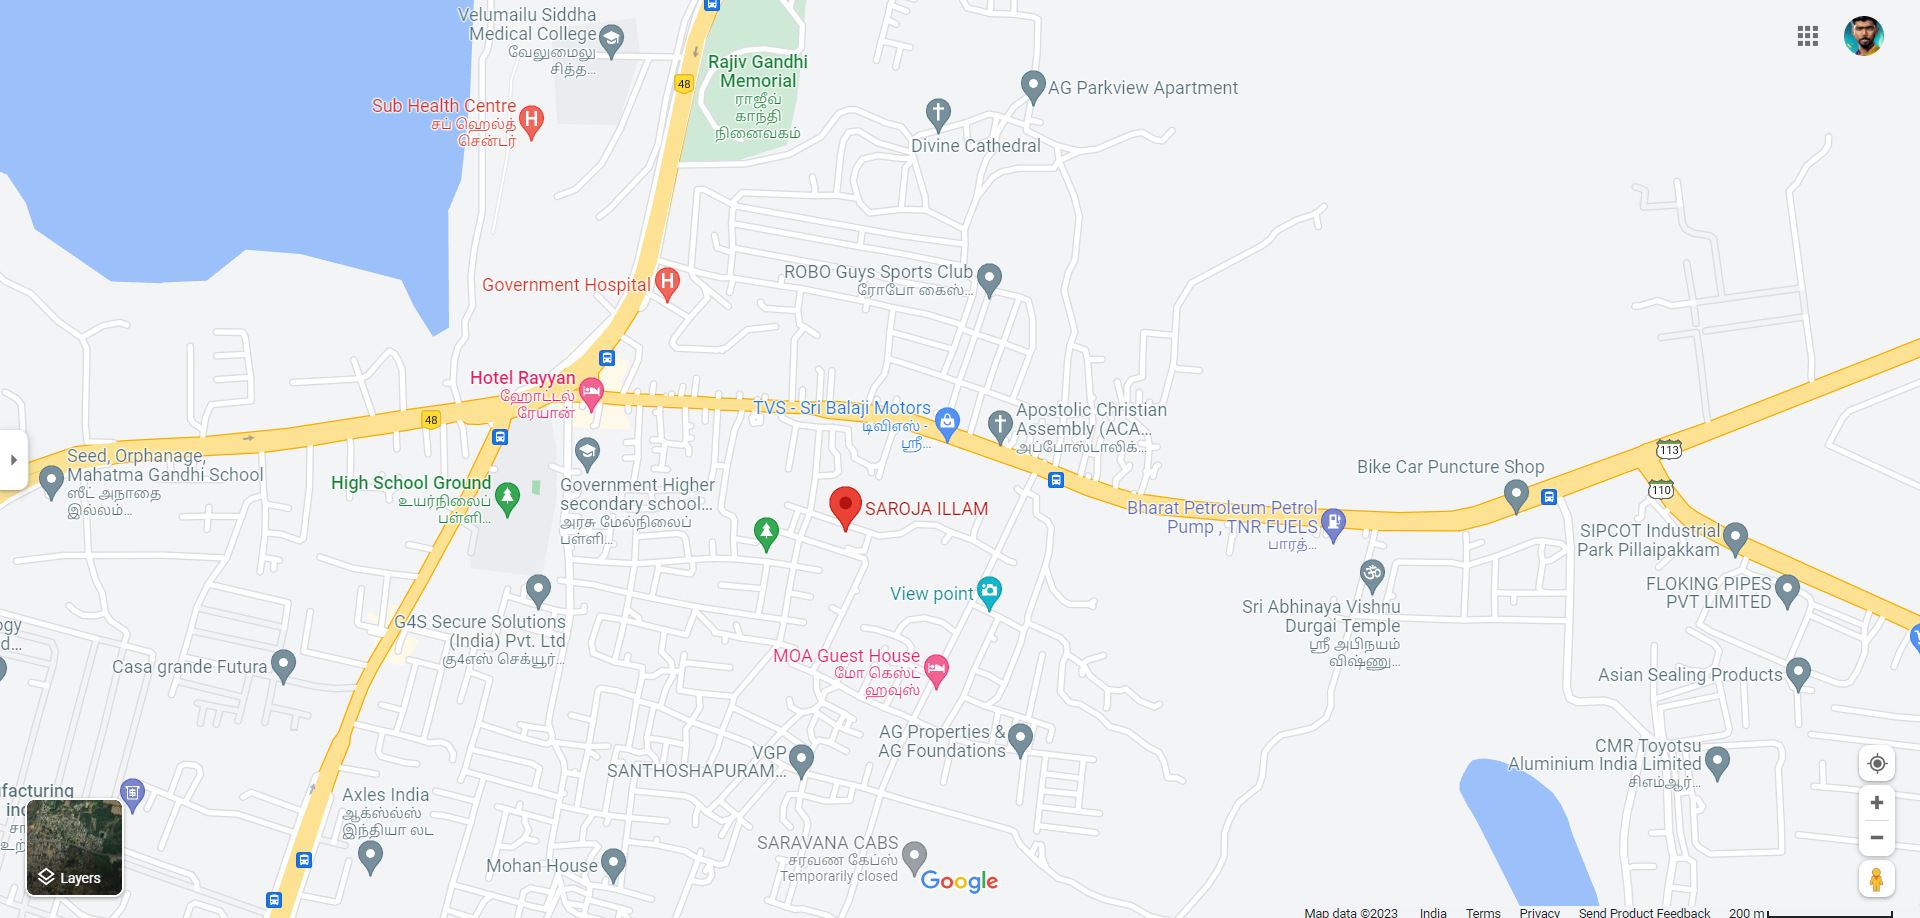 Velumailu Siddha
Medical College
வேலுமைலு
சித்த...
48
Rajiv Gandhi
Memorial
ராஜீவ்
காந்தி
நினைவகம்
Sub Health Centre
சப் ஹெல்த்
சென்டர்
H
AG Parkview Apartment
Divine Cathedral
Government Hospital
H
ROBO Guys Sports Club
ரோபோ கைஸ்...
Hotel Rayyan
ஹோட்டல்
ரேயான்
48
TVS - Sri Balaji Motors
டிவிஎஸ் -
ஸ்ரீ...
Apostolic Christian
Assembly (ACA...
அப்போஸ்டாலிக்...
Seed, Orphanage,
Mahatma Gandhi School
ஸீட் அநாதை
இல்லம்...
High School Ground
உயர்நிலைப்
பள்ளி...
Government Higher
secondary school...
அரசு மேல்நிலைப்
பள்ளி...
SAROJA ILLAM
Bike Car Puncture Shop
113
110
Bharat Petroleum Petrol
Pump , TNR FUELS
பாரத்...
SIPCOT Industrial
Park Pillaipakkam
FLOKING PIPES
PVT LIMITED
View point
ॐ
Sri Abhinaya Vishnu
Durgai Temple
ஸ்ரீ அபிநயம்
விஷ்ணு...
G4S Secure Solutions
(India) Pvt. Ltd
கு4எஸ் செக்யூர்...
ogy
d...
Casa grande Futura
MOA Guest House
மோ கெஸ்ட்
ஹவுஸ்
Asian Sealing Products
AG Properties &
AG Foundations
VGP
SANTHOSHAPURAM...
CMR Toyotsu
Aluminium India Limited
சிஎம்ஆர்...
ufacturing
ind
Axles India
ஆக்ஸ்ல்ஸ்
இந்தியா லட
Mohan House
SARAVANA CABS
சரவண கேப்ஸ்
Temporarily closed
Layers
Google
Map data ©2023 India Terms Privacy Send Product Feedback 200 m